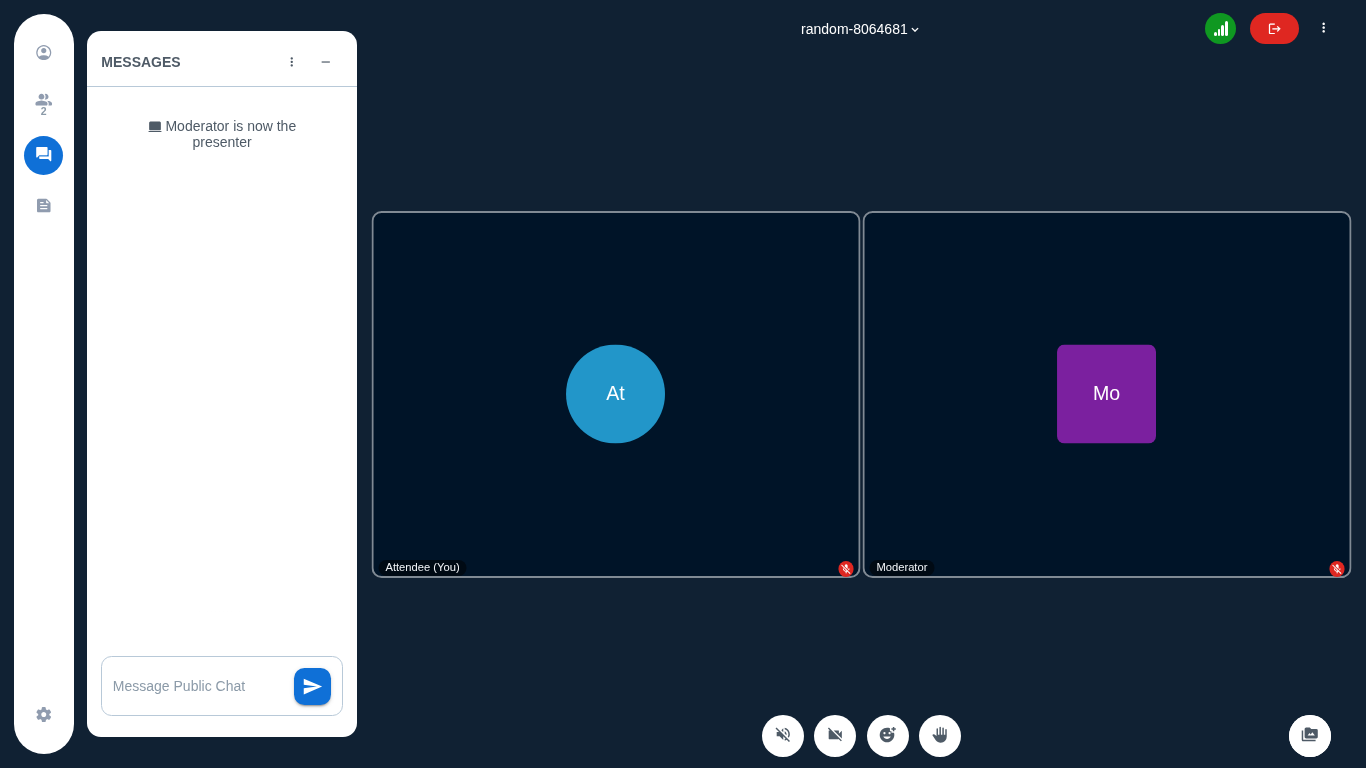 random-8064681
2
MESSAGES
Moderator is now the
presenter
At
Mo
Attendee (You)
Moderator
Message Public Chat